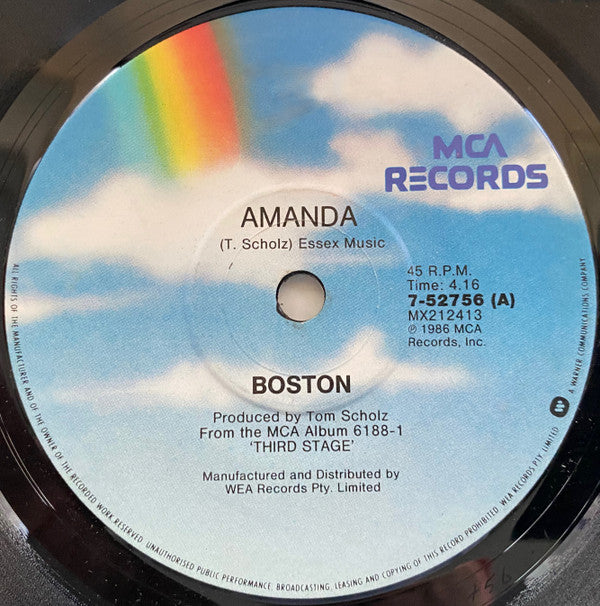 MCA
RECORDS
AMANDA
(T. Scholz) Essex Music
45 R.P.M.
Time: 4.16
7-52756 (A)
MX212413
℗ 1986 MCA
Records, Inc.
BOSTON
Produced by Tom Scholz
From the MCA Album 6188-1
'THIRD STAGE'
Manufactured and Distributed by
WEA Records Pty. Limited
ALL RIGHTS OF THE MANUFACTURER AND OF THE OWNER OF THE RECORDED WORK RESERVED. UNAUTHORISED PUBLIC PERFORMANCE, BROADCASTING, LEASING AND COPYING OF THIS RECORD PROHIBITED. WEA RECORDS PTY. LIMITED
A WARNER COMMUNICATIONS COMPANY